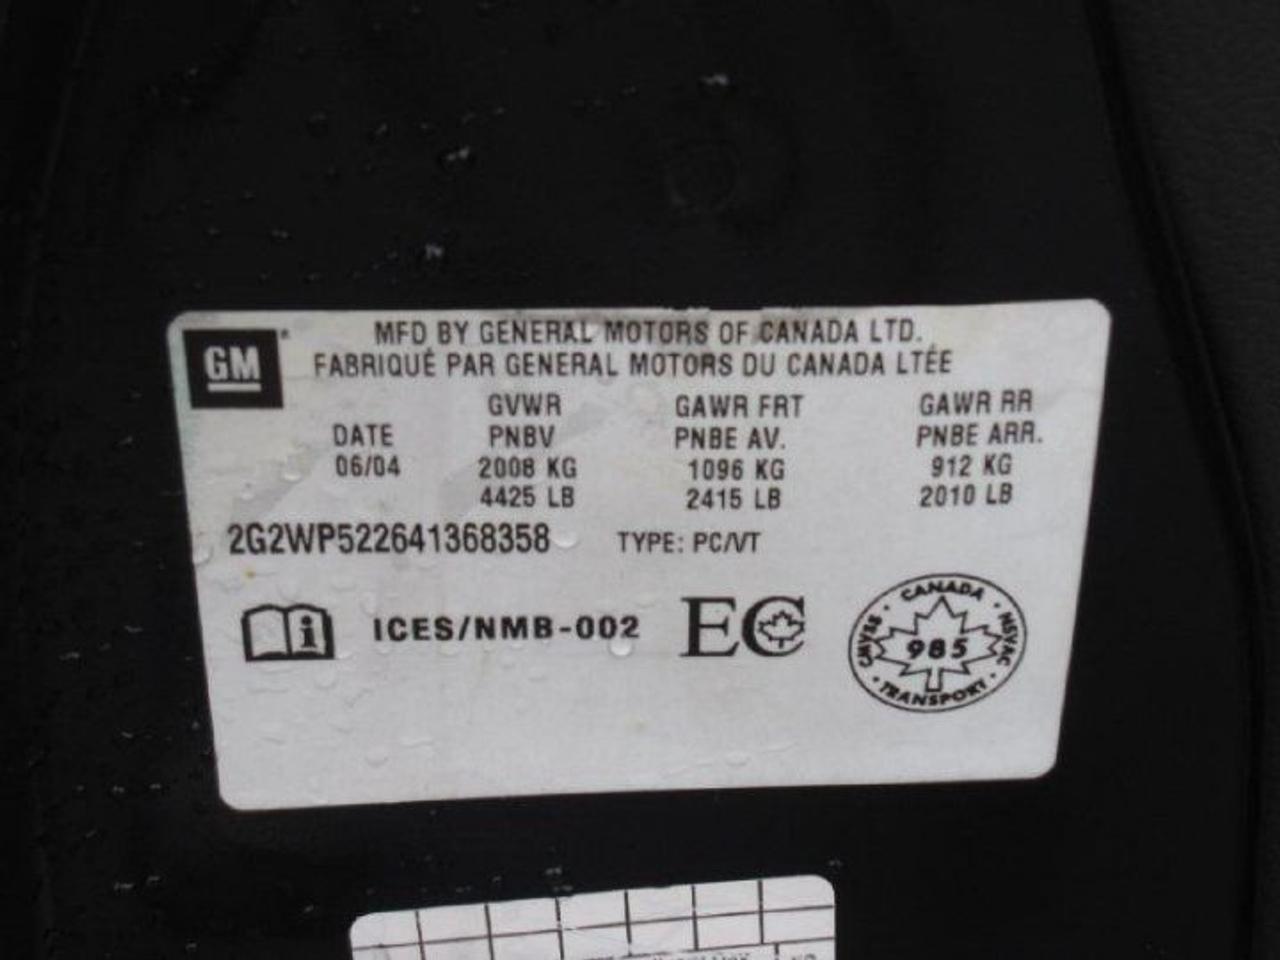 GM
MFD BY GENERAL MOTORS OF CANADA LTD.
FABRIQUÉ PAR GENERAL MOTORS DU CANADA LTÉE
GVWR GAWR FRT GAWR RR
DATE PNBV PNBE AV. PNBE ARR.
06/04 2008 KG 1096 KG 912 KG
4425 LB 2415 LB 2010 LB
2G2WP522641368358 TYPE: PC/VT
i ICES/NMB-002 EC
CANADA
CMVSS 985 NSVAC
TRANSPORT